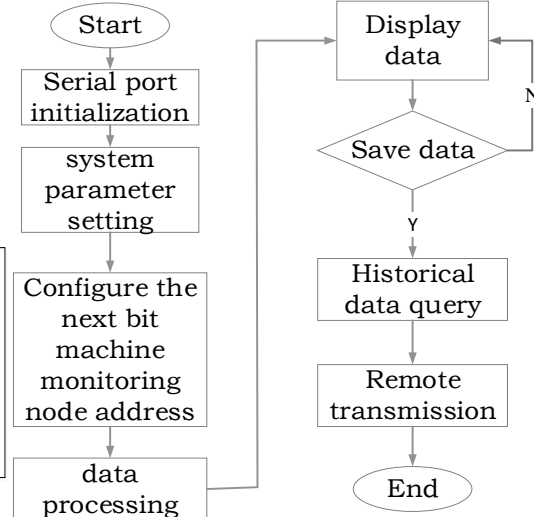 Start
Serial port
initialization
system
parameter
setting
Configure the
next bit
machine
monitoring
node address
data
processing
Display
data
N
Save data
Y
Historical
data query
Remote
transmission
End